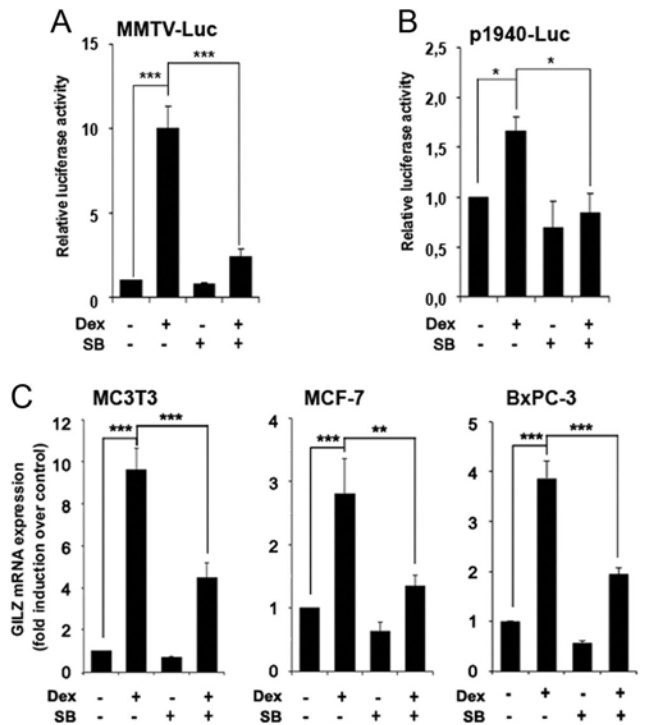 A
MMTV-Luc
Relative luciferase activity
15
10
5
0
***
***
Dex - + - +
SB - - + +
B
p1940-Luc
Relative luciferase activity
2,5
2,0
1,5
1,0
0,5
0,0
*
*
Dex - + - +
SB - - + +
C
MC3T3
GILZ mRNA expression
(fold induction over control)
12
10
8
6
4
2
0
***
***
Dex - + - +
SB - - + +
MCF-7
4
3
2
1
0
***
**
Dex - + - +
SB - - + +
BxPC-3
5
4
3
2
1
0
***
***
Dex - + - +
SB - - + +